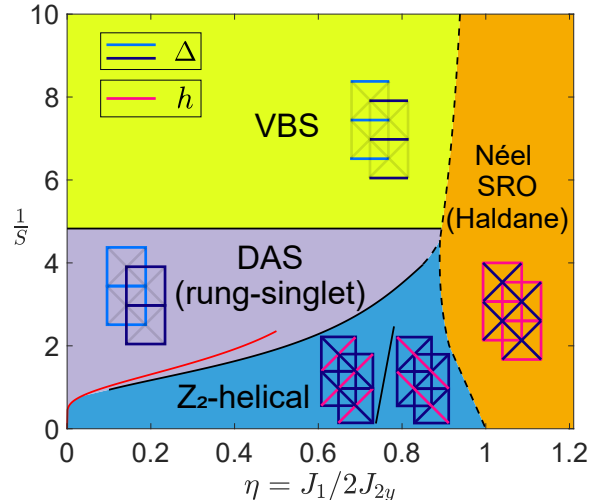 10
8
6
4
2
0
1/S
Δ
h
VBS
Néel
SRO
(Haldane)
DAS
(rung-singlet)
Z₂-helical
0
0.2
0.4
0.6
0.8
1
1.2
η = J₁/2J₂y